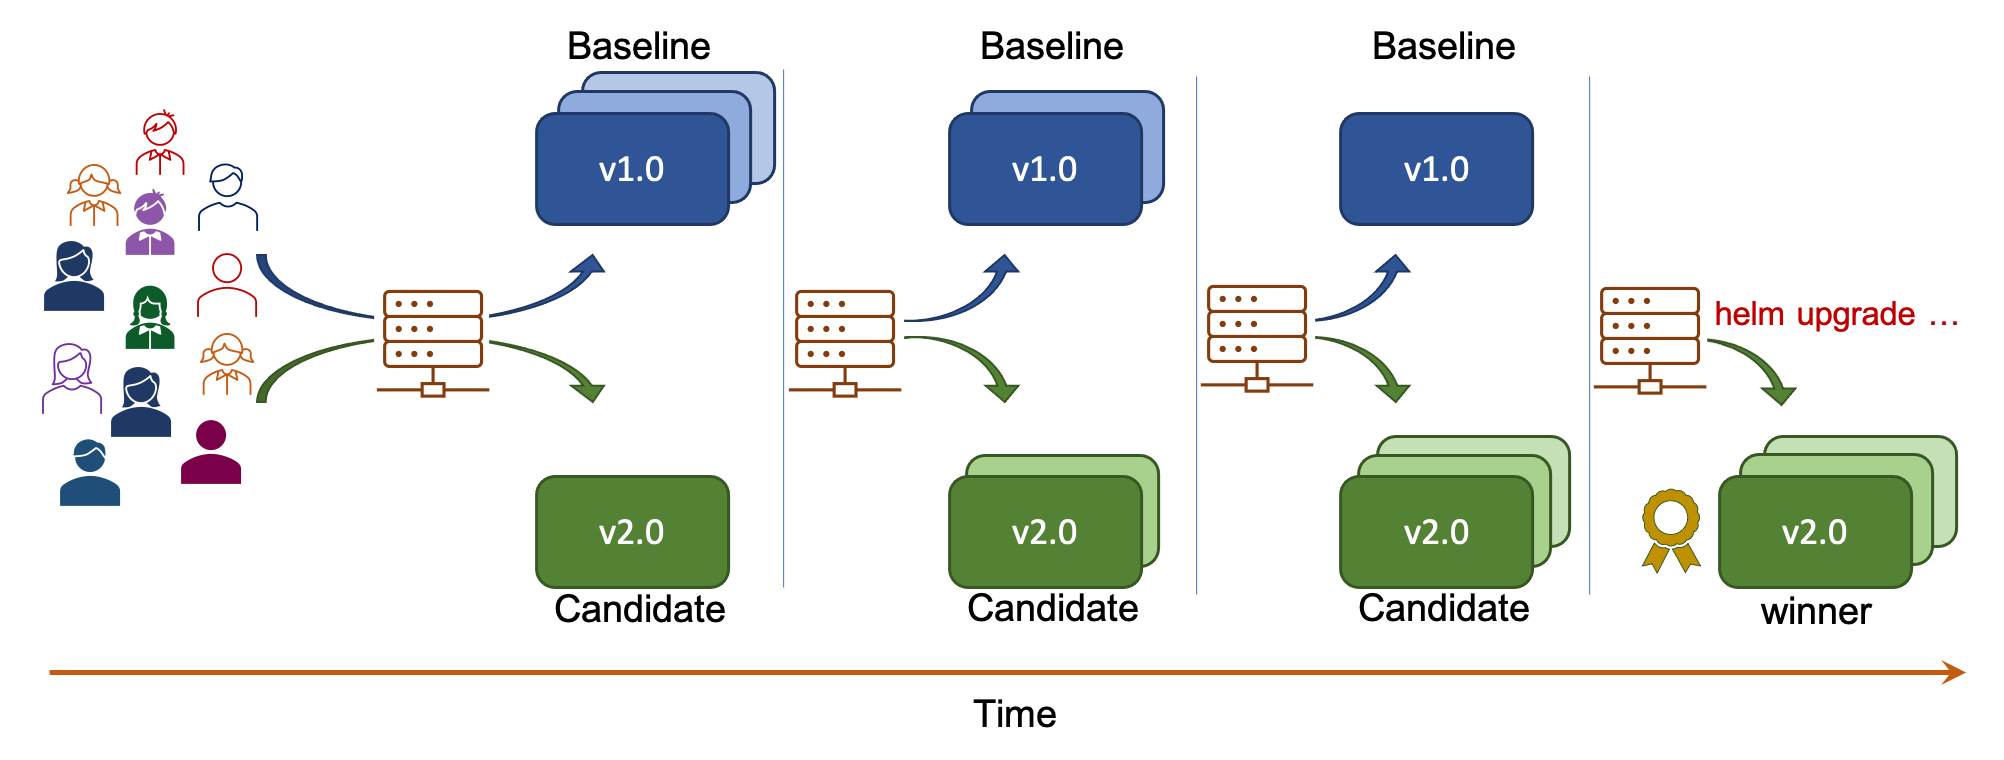 Baseline
v1.0
v2.0
Candidate
Baseline
v1.0
v2.0
Candidate
Baseline
v1.0
v2.0
Candidate
helm upgrade ...
v2.0
winner
Time